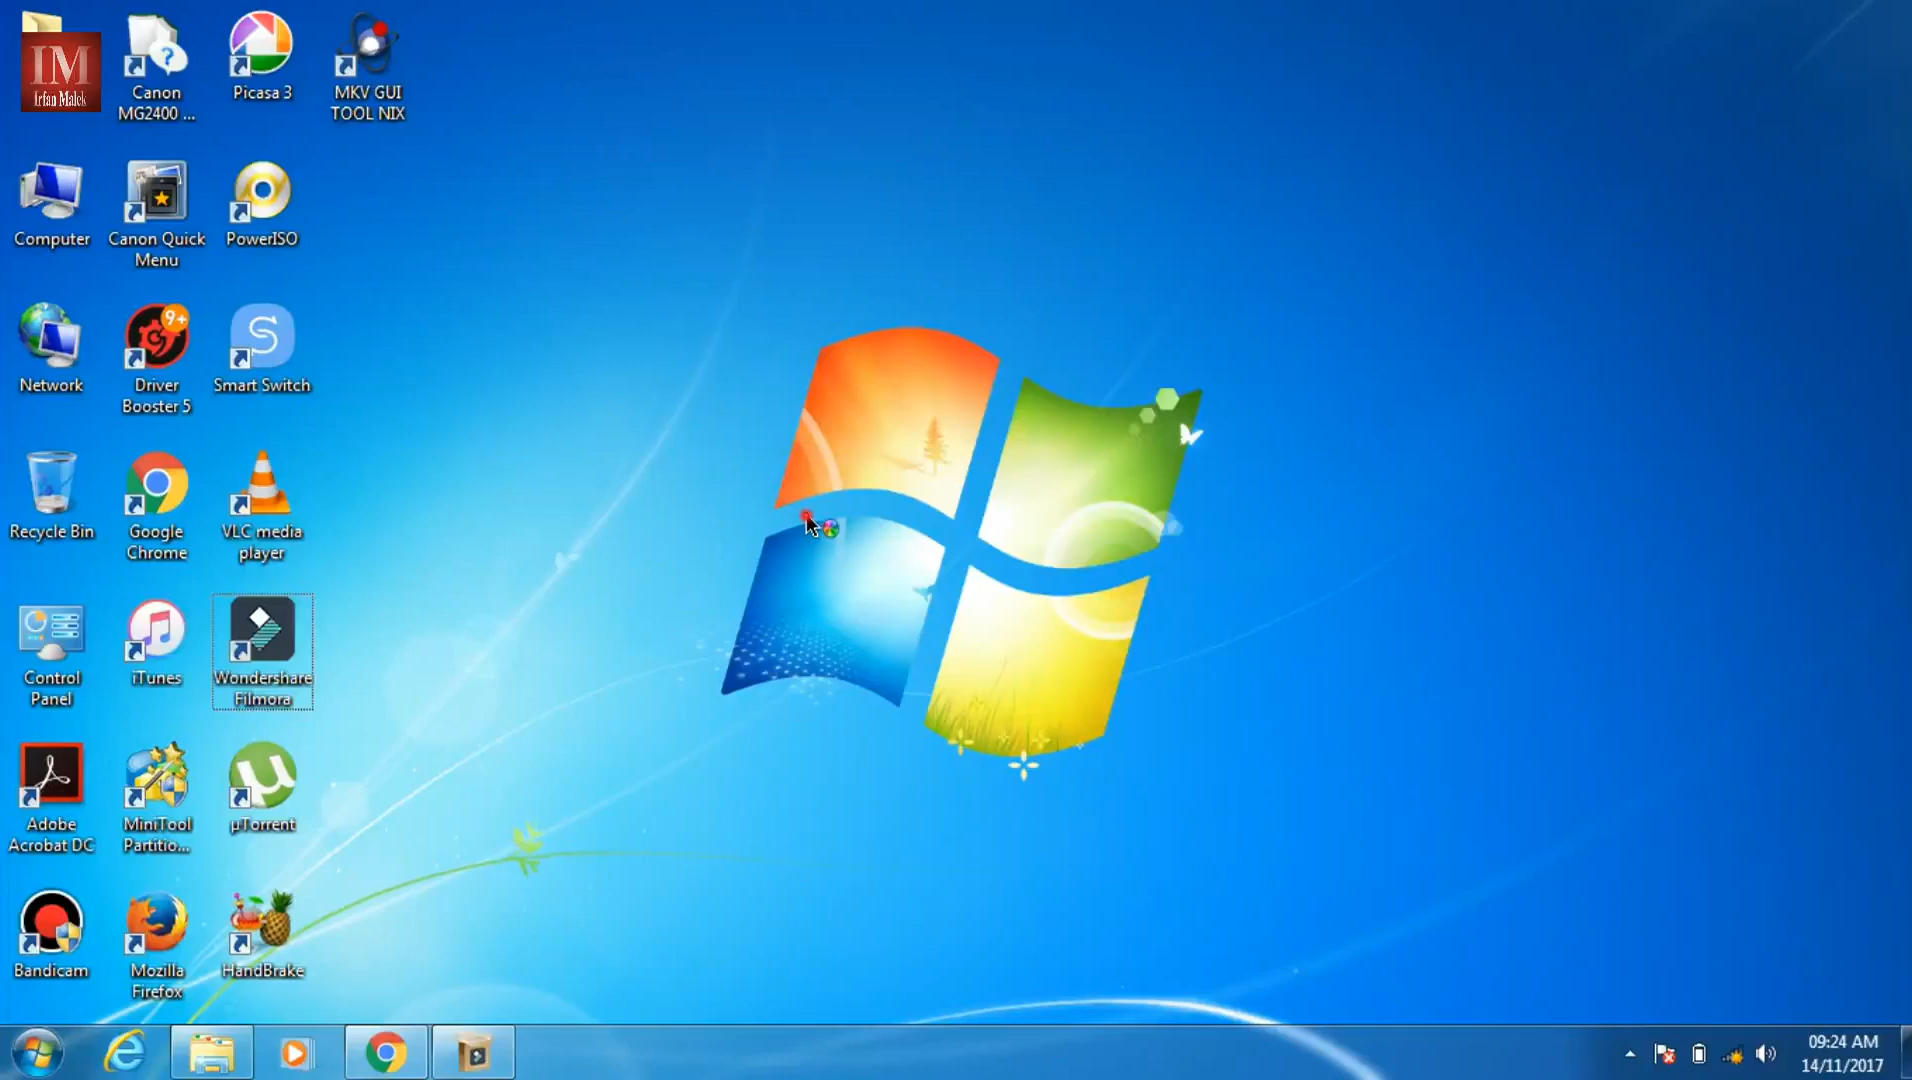 IM
Irfan Malek
Canon
MG2400 ...
Picasa 3
MKV GUI
TOOL NIX
Computer
Canon Quick
Menu
PowerISO
Network
9+
Driver
Booster 5
S
Smart Switch
Recycle Bin
Google
Chrome
VLC media
player
Control
Panel
iTunes
Wondershare
Filmora
Adobe
Acrobat DC
MiniTool
Partitio...
µ
µTorrent
Bandicam
Mozilla
Firefox
HandBrake
09:24 AM
14/11/2017